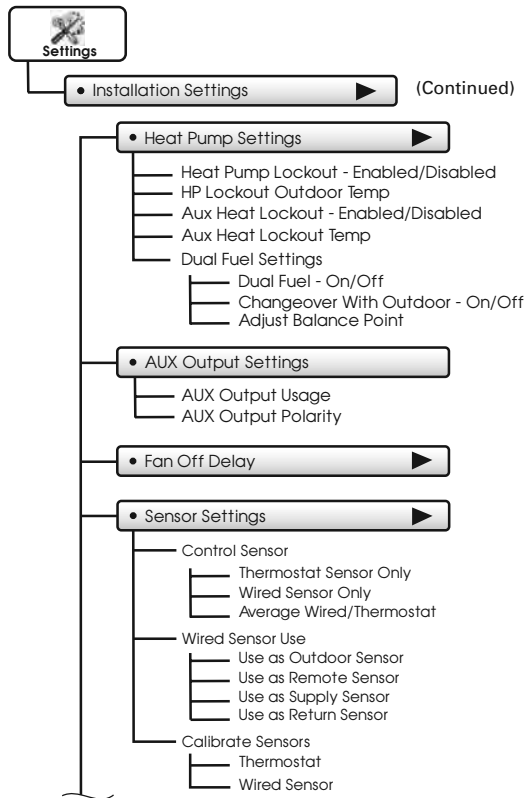 Settings
• Installation Settings
(Continued)
• Heat Pump Settings
Heat Pump Lockout - Enabled/Disabled
HP Lockout Outdoor Temp
Aux Heat Lockout - Enabled/Disabled
Aux Heat Lockout Temp
Dual Fuel Settings
Dual Fuel - On/Off
Changeover With Outdoor - On/Off
Adjust Balance Point
• AUX Output Settings
AUX Output Usage
AUX Output Polarity
• Fan Off Delay
• Sensor Settings
Control Sensor
Thermostat Sensor Only
Wired Sensor Only
Average Wired/Thermostat
Wired Sensor Use
Use as Outdoor Sensor
Use as Remote Sensor
Use as Supply Sensor
Use as Return Sensor
Calibrate Sensors
Thermostat
Wired Sensor